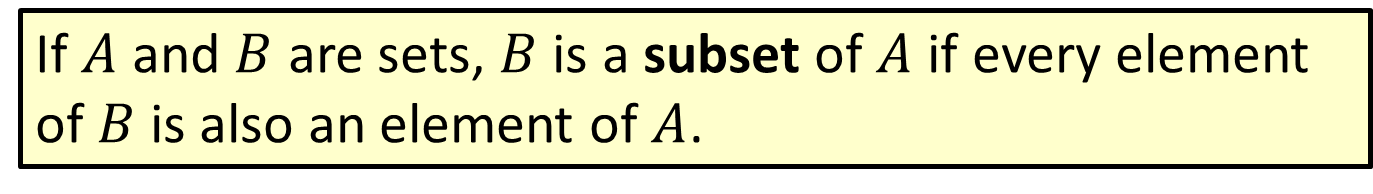 If A and B are sets, B is a subset of A if every element
of B is also an element of A.